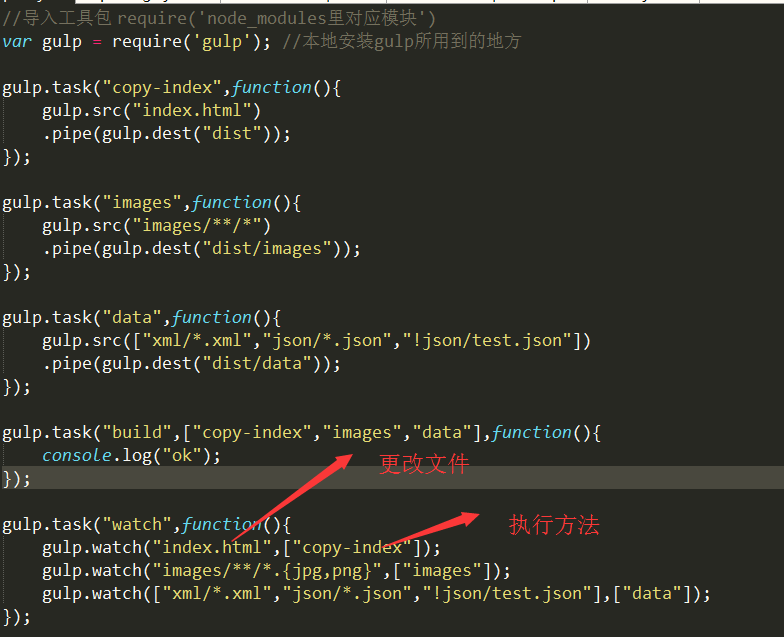 //导入工具包 require('node_modules里对应模块')
var gulp = require('gulp'); //本地安装gulp所用到的地方
gulp.task("copy-index",function(){
gulp.src("index.html")
.pipe(gulp.dest("dist"));
});
gulp.task("images",function(){
gulp.src("images/**/*")
.pipe(gulp.dest("dist/images"));
});
gulp.task("data",function(){
gulp.src(["xml/*.xml","json/*.json","!json/test.json"])
.pipe(gulp.dest("dist/data"));
});
gulp.task("build",["copy-index","images","data"],function(){
console.log("ok");
更改文件
});
gulp.task("watch",function(){
执行方法
gulp.watch("index.html",["copy-index"]);
gulp.watch("images/**/*.{jpg,png}",["images"]);
gulp.watch(["xml/*.xml","json/*.json","!json/test.json"],["data"]);
});